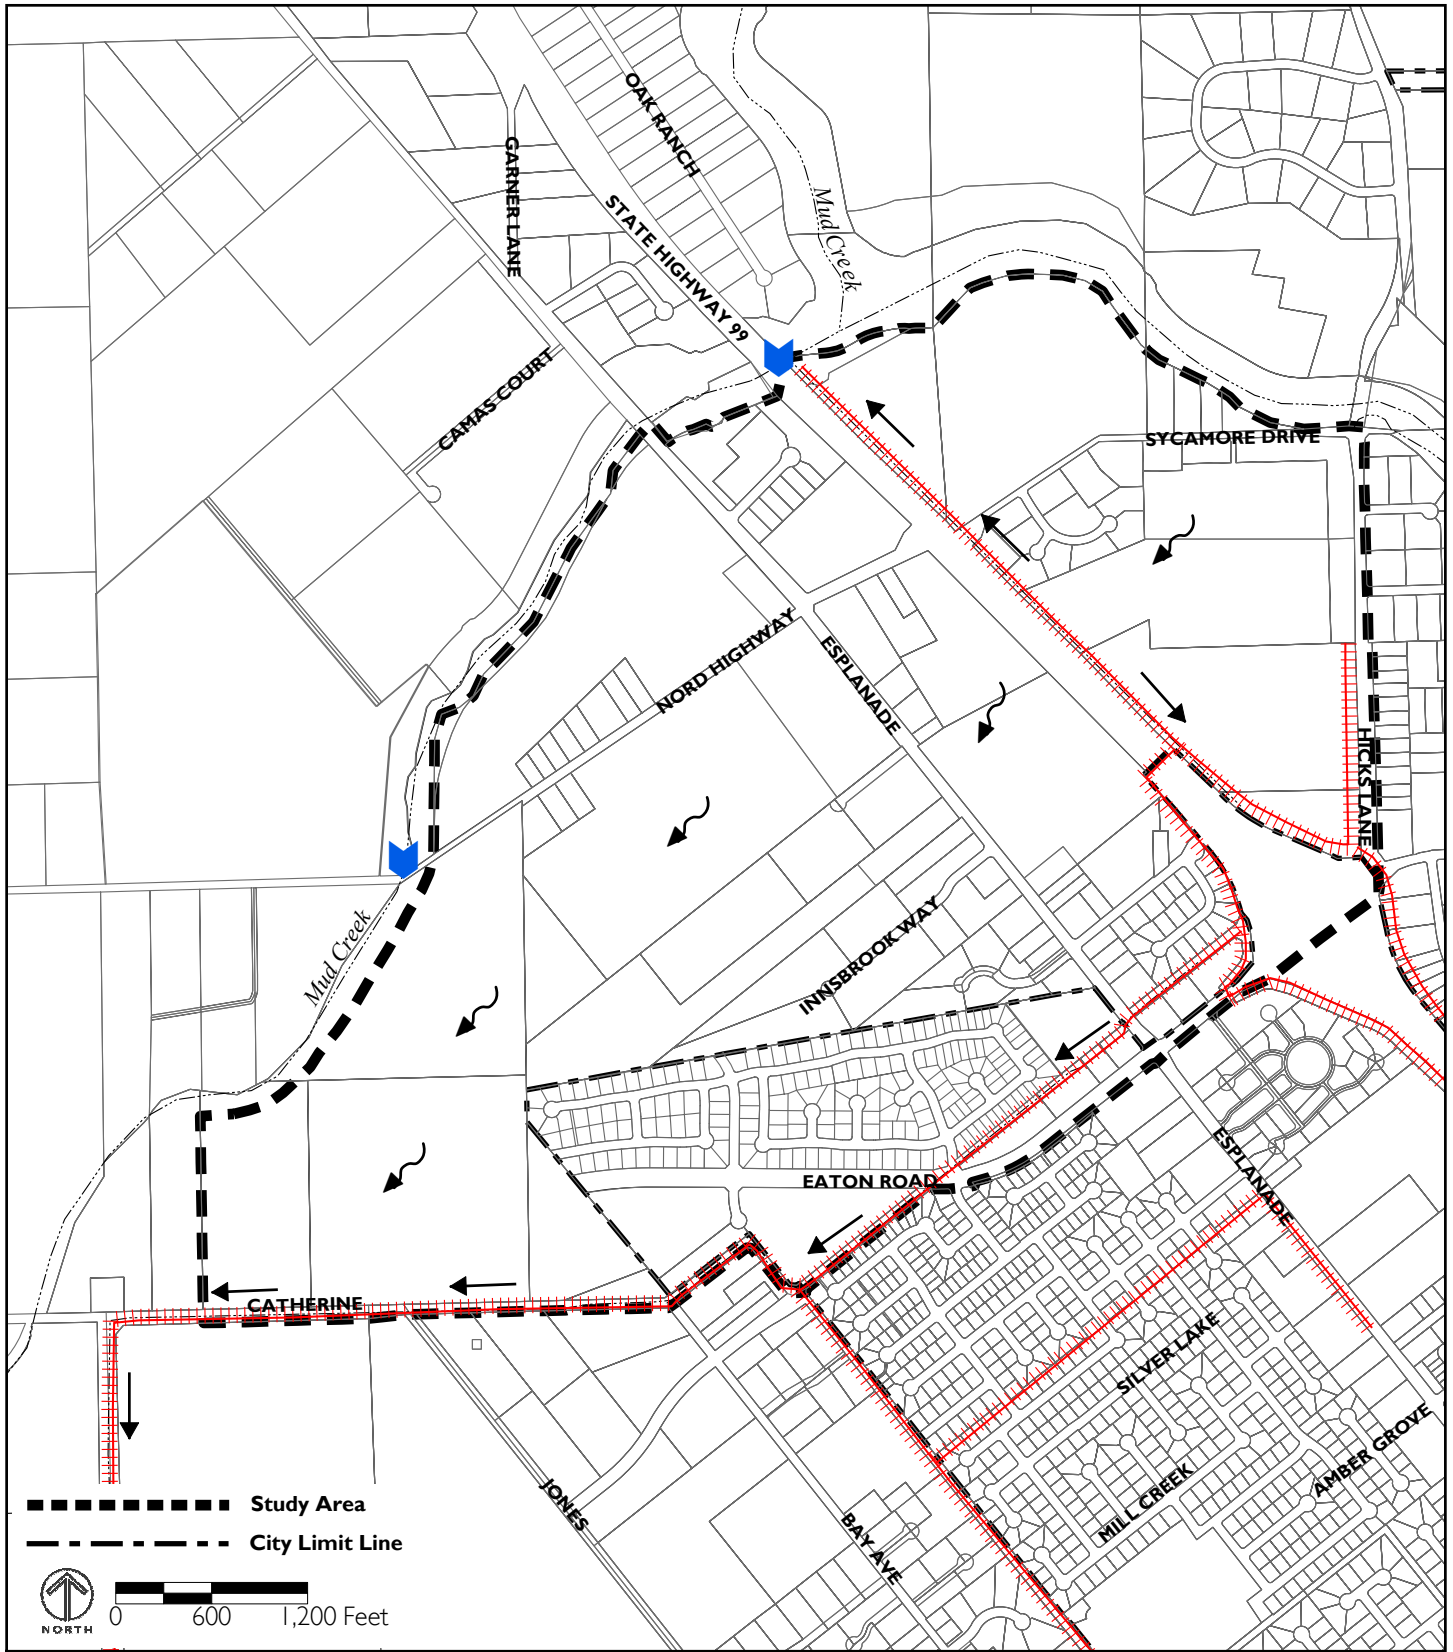 OAK RANCH
GARNER LANE
Mud Creek
STATE HIGHWAY 99
CAMAS COURT
SYCAMORE DRIVE
NORD HIGHWAY
ESPLANADE
HICKS LANE
INNSBROOK WAY
Mud Creek
EATON ROAD
ESPLANADE
CATHERINE
SILVER LAKE
AMBER GROVE
MILL CREEK
JONES
BAY AVE
Study Area
City Limit Line
NORTH
0 600 1,200 Feet